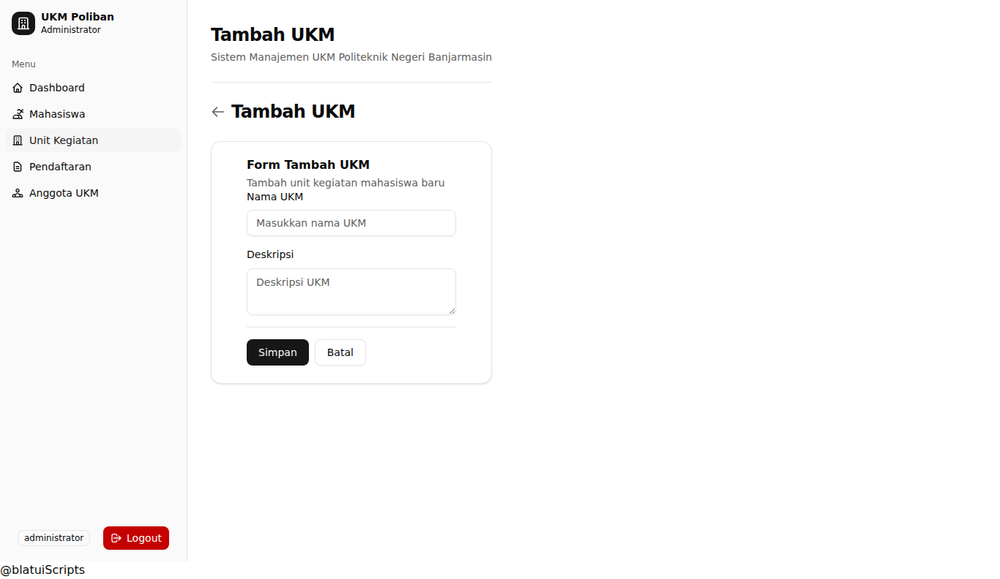 UKM Poliban
Administrator
Menu
Dashboard
Mahasiswa
Unit Kegiatan
Pendaftaran
Anggota UKM
administrator
Logout
Tambah UKM
Sistem Manajemen UKM Politeknik Negeri Banjarmasin
Tambah UKM
Form Tambah UKM
Tambah unit kegiatan mahasiswa baru
Nama UKM
Masukkan nama UKM
Deskripsi
Deskripsi UKM
Simpan
Batal
@blatuiScripts